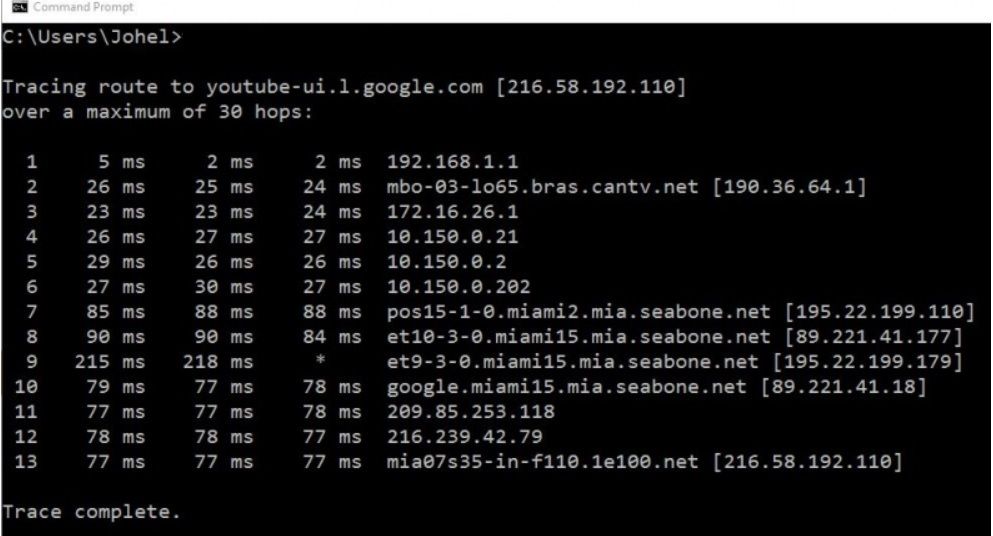 Command Prompt
C:\Users\Johel>
Tracing route to youtube-ui.l.google.com [216.58.192.110]
over a maximum of 30 hops:
1 5 ms 2 ms 2 ms 192.168.1.1
2 26 ms 25 ms 24 ms mbo-03-lo65.bras.cantv.net [190.36.64.1]
3 23 ms 23 ms 24 ms 172.16.26.1
4 26 ms 27 ms 27 ms 10.150.0.21
5 29 ms 26 ms 26 ms 10.150.0.2
6 27 ms 30 ms 27 ms 10.150.0.202
7 85 ms 88 ms 88 ms pos15-1-0.miami2.mia.seabone.net [195.22.199.110]
8 90 ms 90 ms 84 ms et10-3-0.miami15.mia.seabone.net [89.221.41.177]
9 215 ms 218 ms * et9-3-0.miami15.mia.seabone.net [195.22.199.179]
10 79 ms 77 ms 78 ms google.miami15.mia.seabone.net [89.221.41.18]
11 77 ms 77 ms 78 ms 209.85.253.118
12 78 ms 78 ms 77 ms 216.239.42.79
13 77 ms 77 ms 77 ms mia07s35-in-f110.1e100.net [216.58.192.110]
Trace complete.